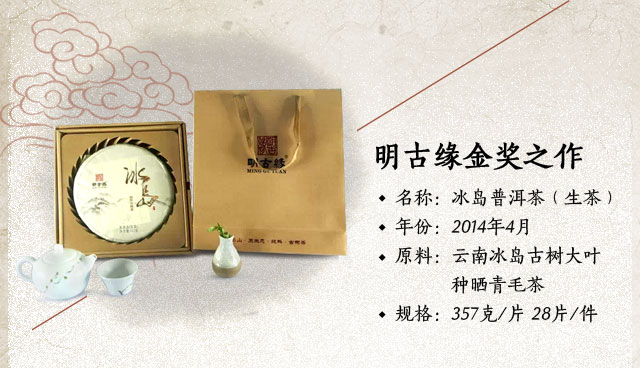 明古缘
冰岛
明古缘
MING GU YUAN
明古缘金奖之作
名称：冰岛普洱茶（生茶）
年份：2014年4月
原料：云南冰岛古树大叶
种晒青毛茶
规格：357克/片 28片/件